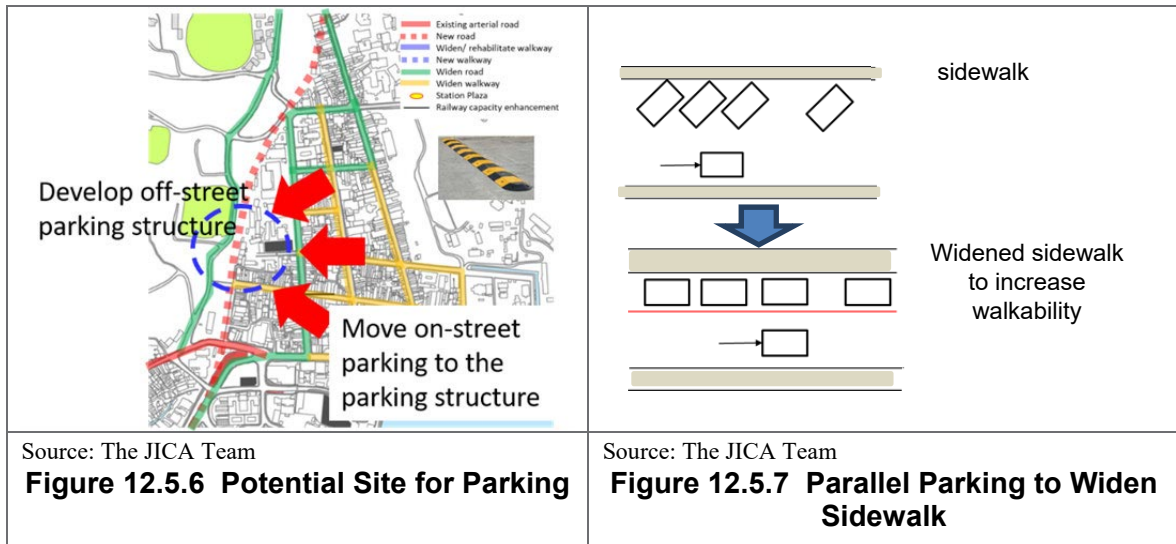 Existing arterial road
New road
Widen/ rehabilitate walkway
New walkway
Widen road
Widen walkway
Station Plaza
Railway capacity enhancement
Develop off-street
parking structure
Move on-street
parking to the
parking structure
Source: The JICA Team
Figure 12.5.6 Potential Site for Parking
sidewalk
Widened sidewalk
to increase
walkability
Source: The JICA Team
Figure 12.5.7 Parallel Parking to Widen
Sidewalk